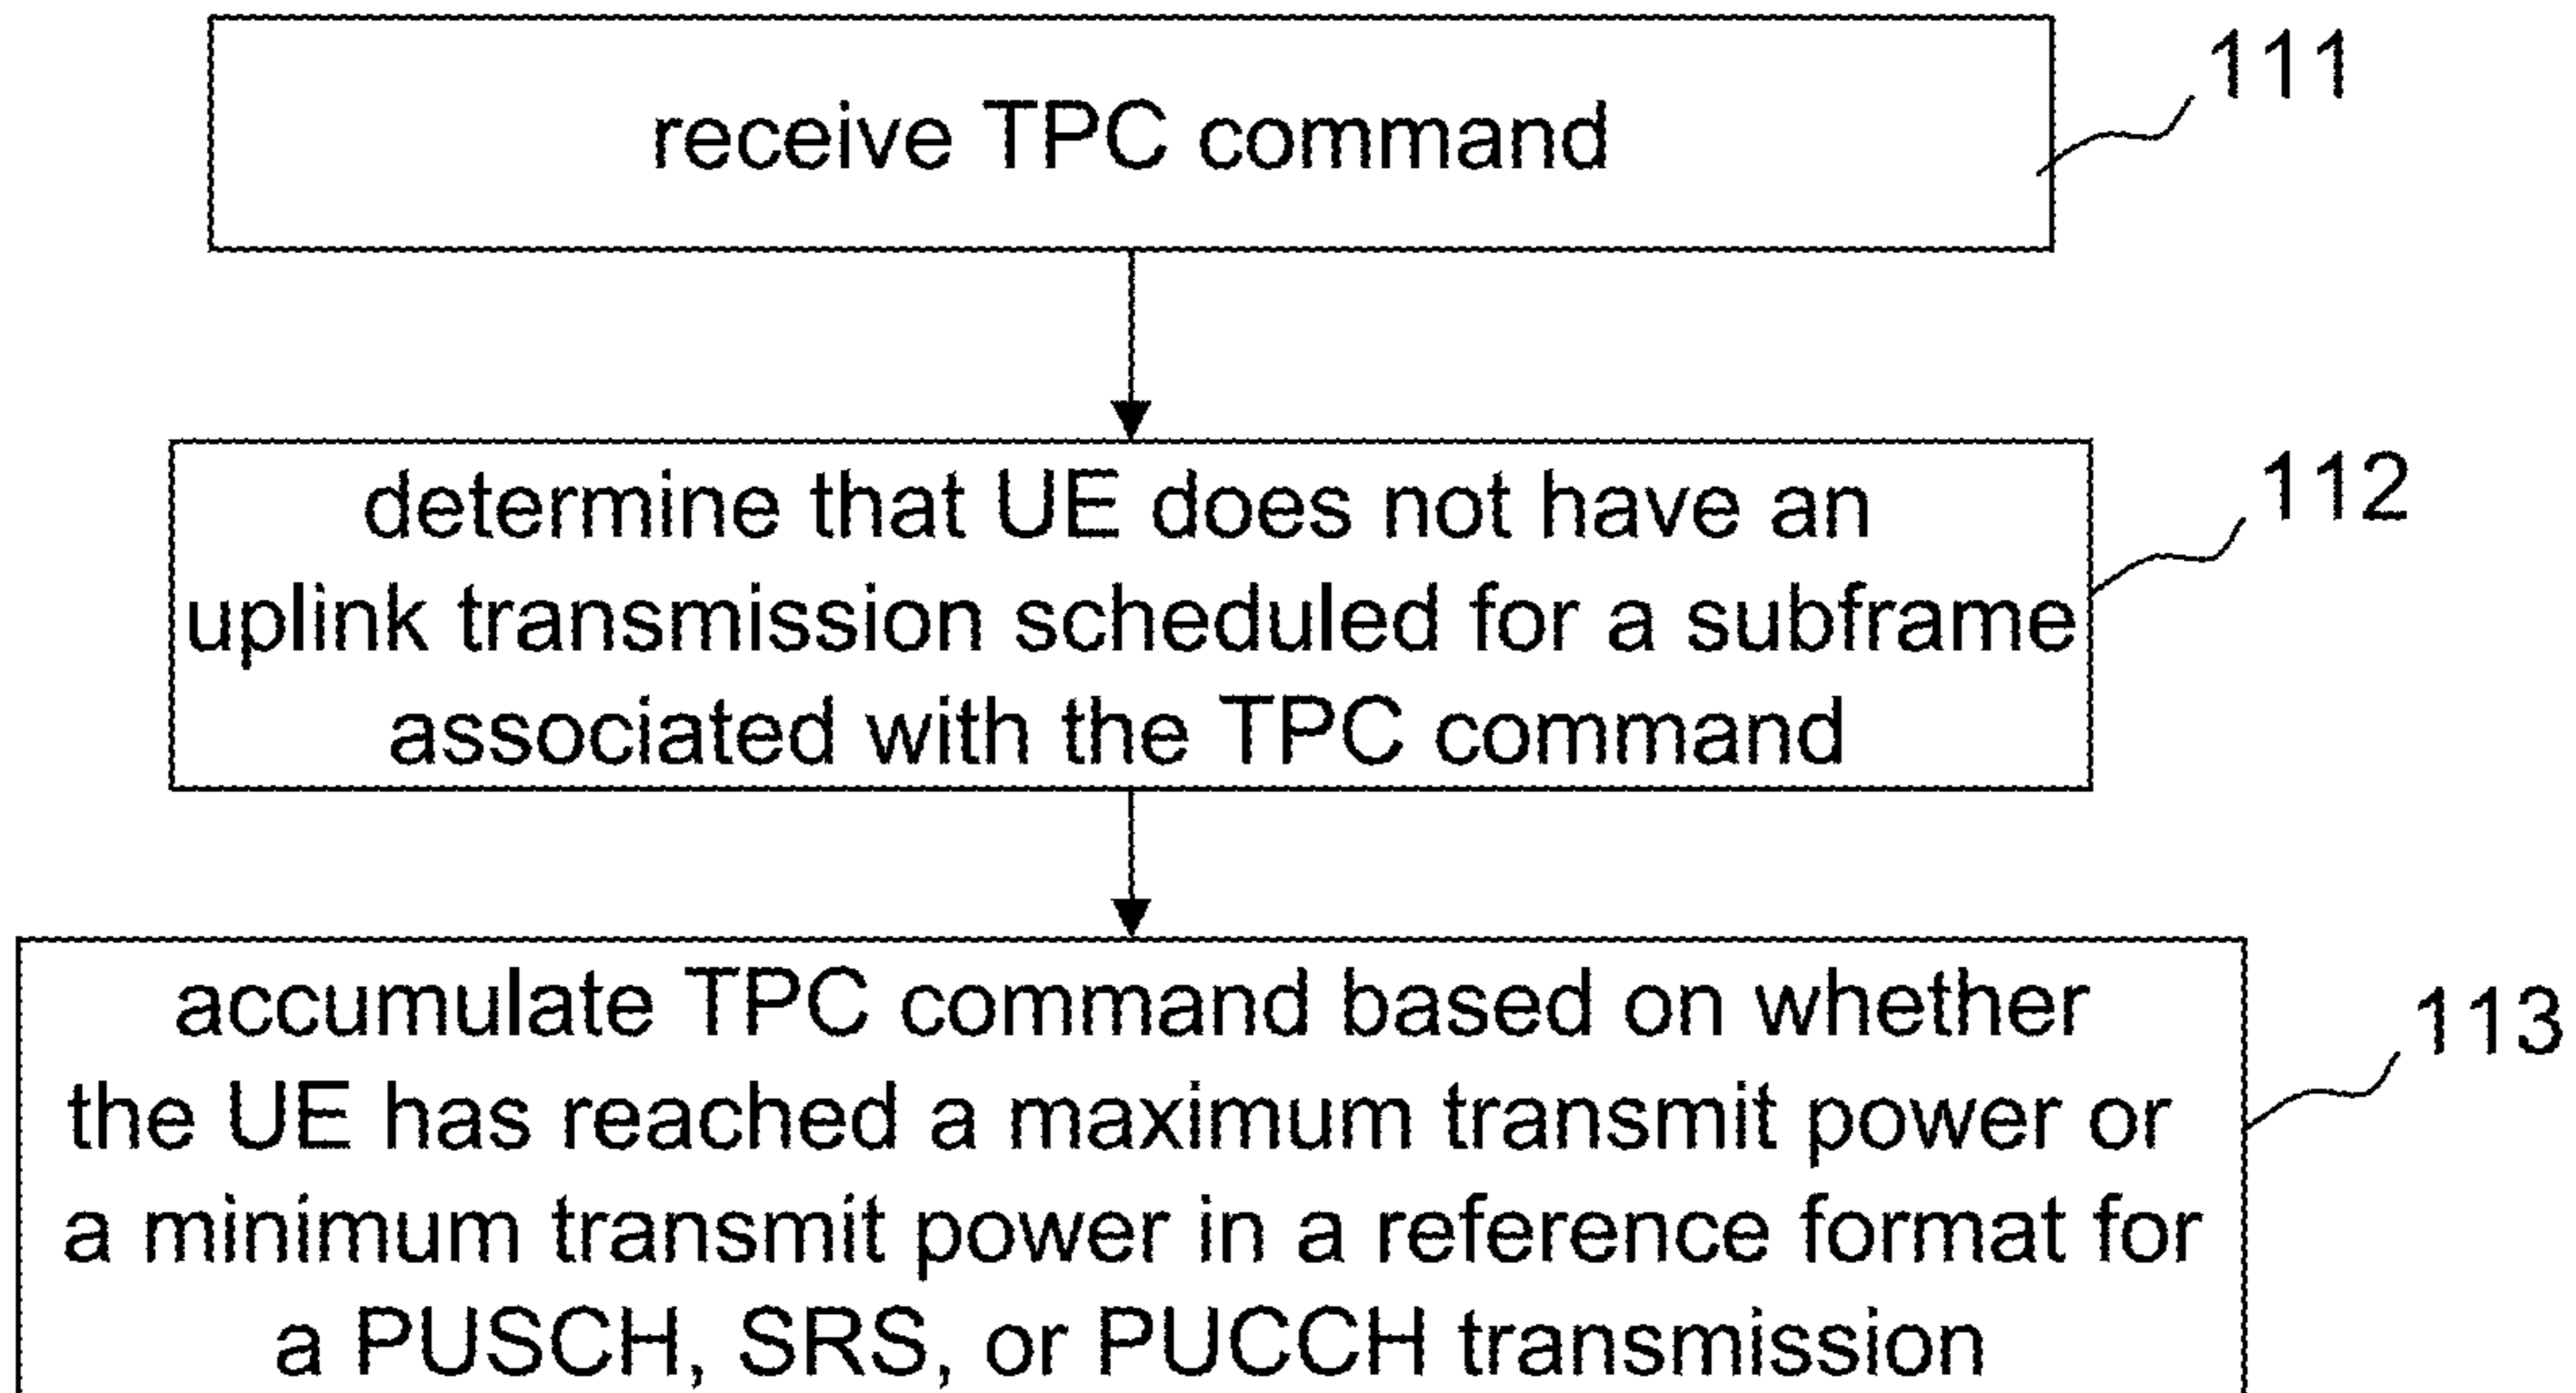 receive TPC command
111
determine that UE does not have an
uplink transmission scheduled for a subframe
associated with the TPC command
112
accumulate TPC command based on whether
the UE has reached a maximum transmit power or
a minimum transmit power in a reference format for
a PUSCH, SRS, or PUCCH transmission
113